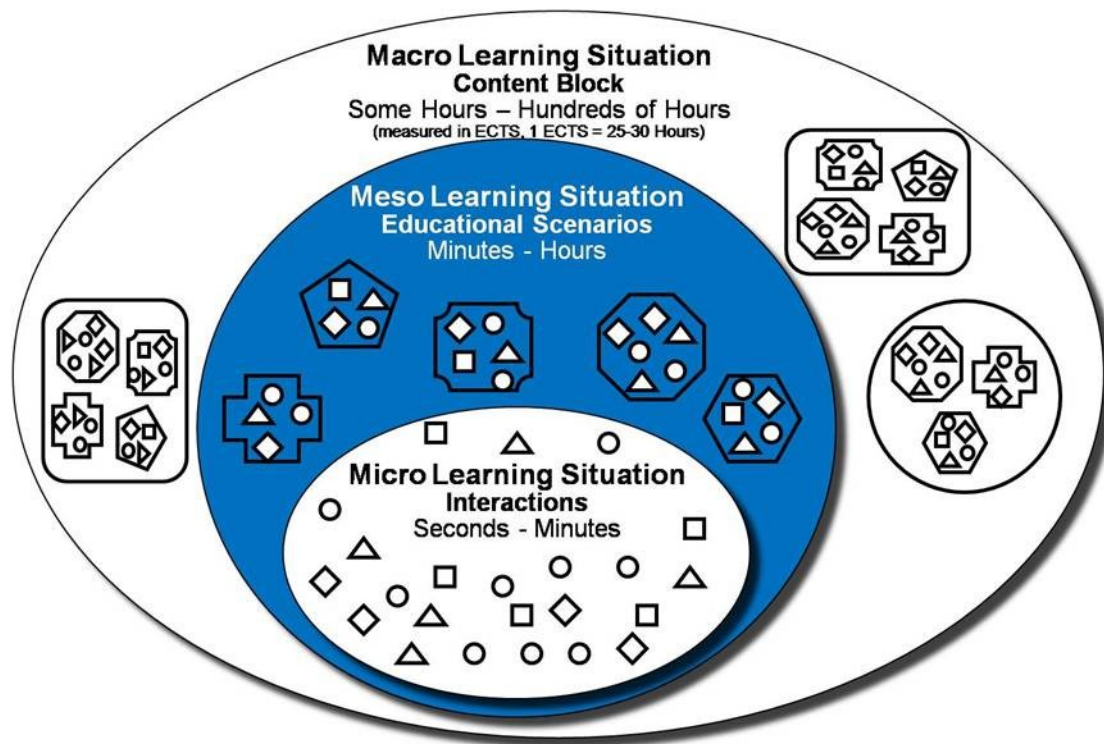 Macro Learning Situation
Content Block
Some Hours – Hundreds of Hours
(measured in ECTS, 1 ECTS = 25-30 Hours)
Meso Learning Situation
Educational Scenarios
Minutes - Hours
Micro Learning Situation
Interactions
Seconds - Minutes